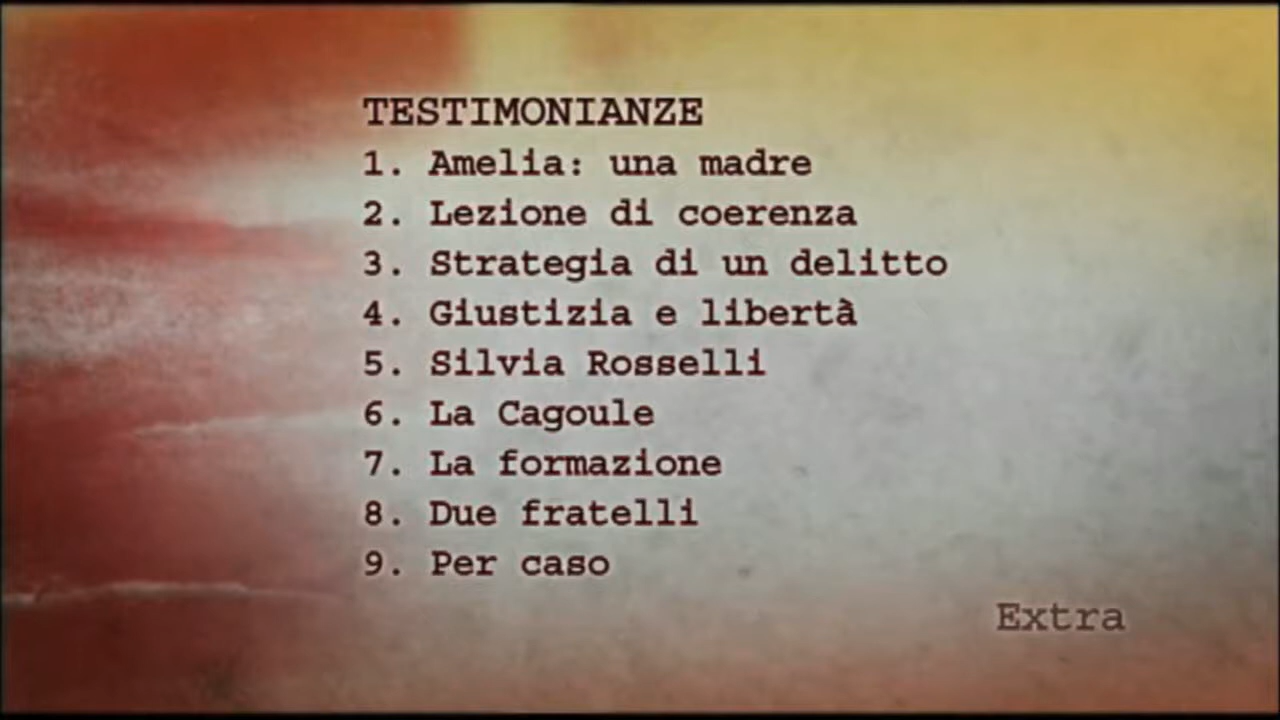 TESTIMONIANZE
1. Amelia: una madre
2. Lezione di coerenza
3. Strategia di un delitto
4. Giustizia e libertà
5. Silvia Rosselli
6. La Cagoule
7. La formazione
8. Due fratelli
9. Per caso
Extra